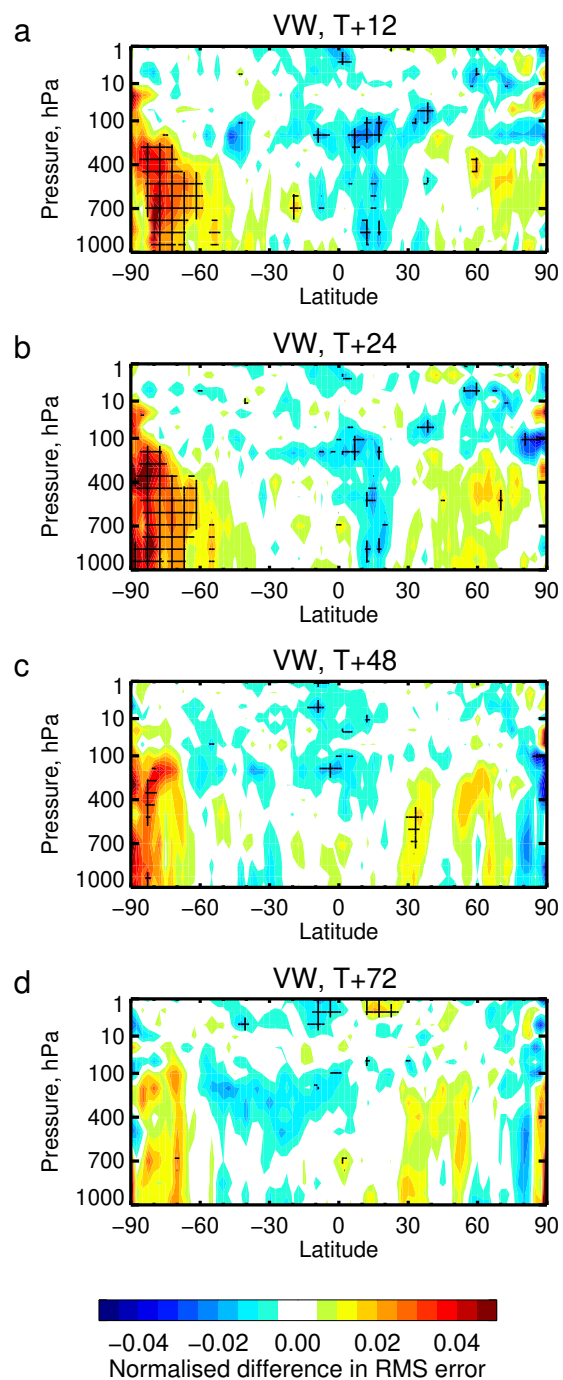 a
VW, T+12
Pressure, hPa
1
10
100
400
700
1000
−90 −60 −30 0 30 60 90
Latitude
b
VW, T+24
Pressure, hPa
1
10
100
400
700
1000
−90 −60 −30 0 30 60 90
Latitude
c
VW, T+48
Pressure, hPa
1
10
100
400
700
1000
−90 −60 −30 0 30 60 90
Latitude
d
VW, T+72
Pressure, hPa
1
10
100
400
700
1000
−90 −60 −30 0 30 60 90
Latitude
−0.04 −0.02 0.00 0.02 0.04
Normalised difference in RMS error